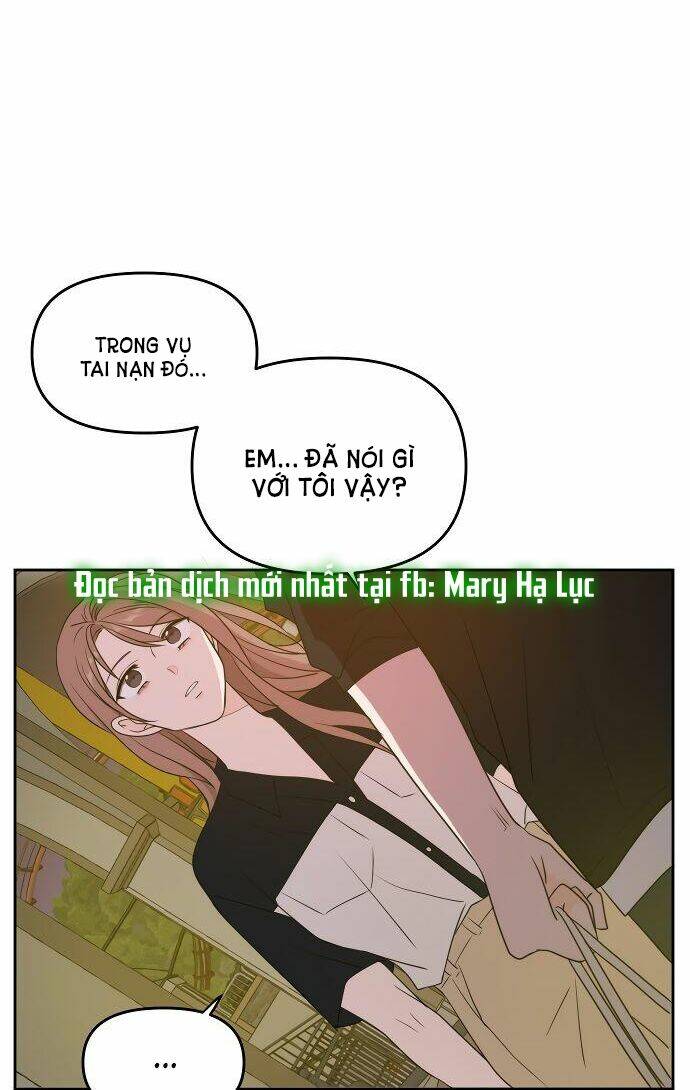 TRONG VỤ
TAI NẠN ĐÓ...
EM... ĐÃ NÓI GÌ
VỚI TÔI VẬY?
Đọc bản dịch mới nhất tại fb: Mary Hạ Lục
...